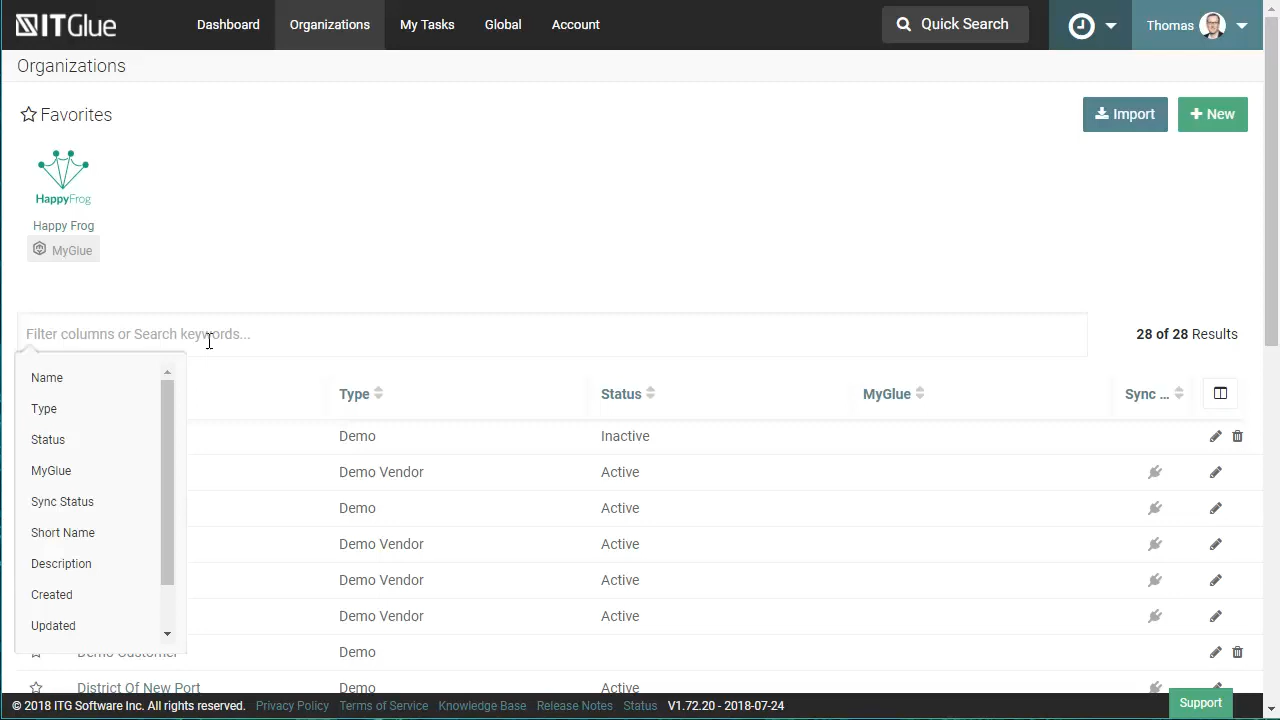 ITGlue Dashboard Organizations My Tasks Global Account Quick Search Thomas
Organizations
Favorites Import New
HappyFrog
Happy Frog
MyGlue
Filter columns or Search keywords... 28 of 28 Results
Name
Type
Status
MyGlue
Sync Status
Short Name
Description
Created
Updated
Type Status MyGlue Sync ...
Demo Inactive
Demo Vendor Active
Demo Active
Demo Vendor Active
Demo Vendor Active
Demo Vendor Active
Demo Customer Demo
District Of New Port Demo Active
© 2018 ITG Software Inc. All rights reserved. Privacy Policy Terms of Service Knowledge Base Release Notes Status V1.72.20 - 2018-07-24 Support